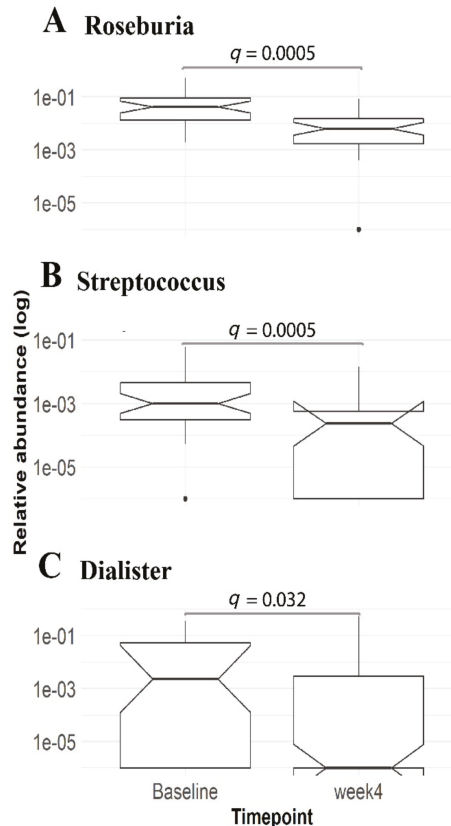 A Roseburia
q = 0.0005
1e-01
1e-03
1e-05
B Streptococcus
q = 0.0005
1e-01
1e-03
1e-05
Relative abundance (log)
C Dialister
q = 0.032
1e-01
1e-03
1e-05
Baseline week4
Timepoint